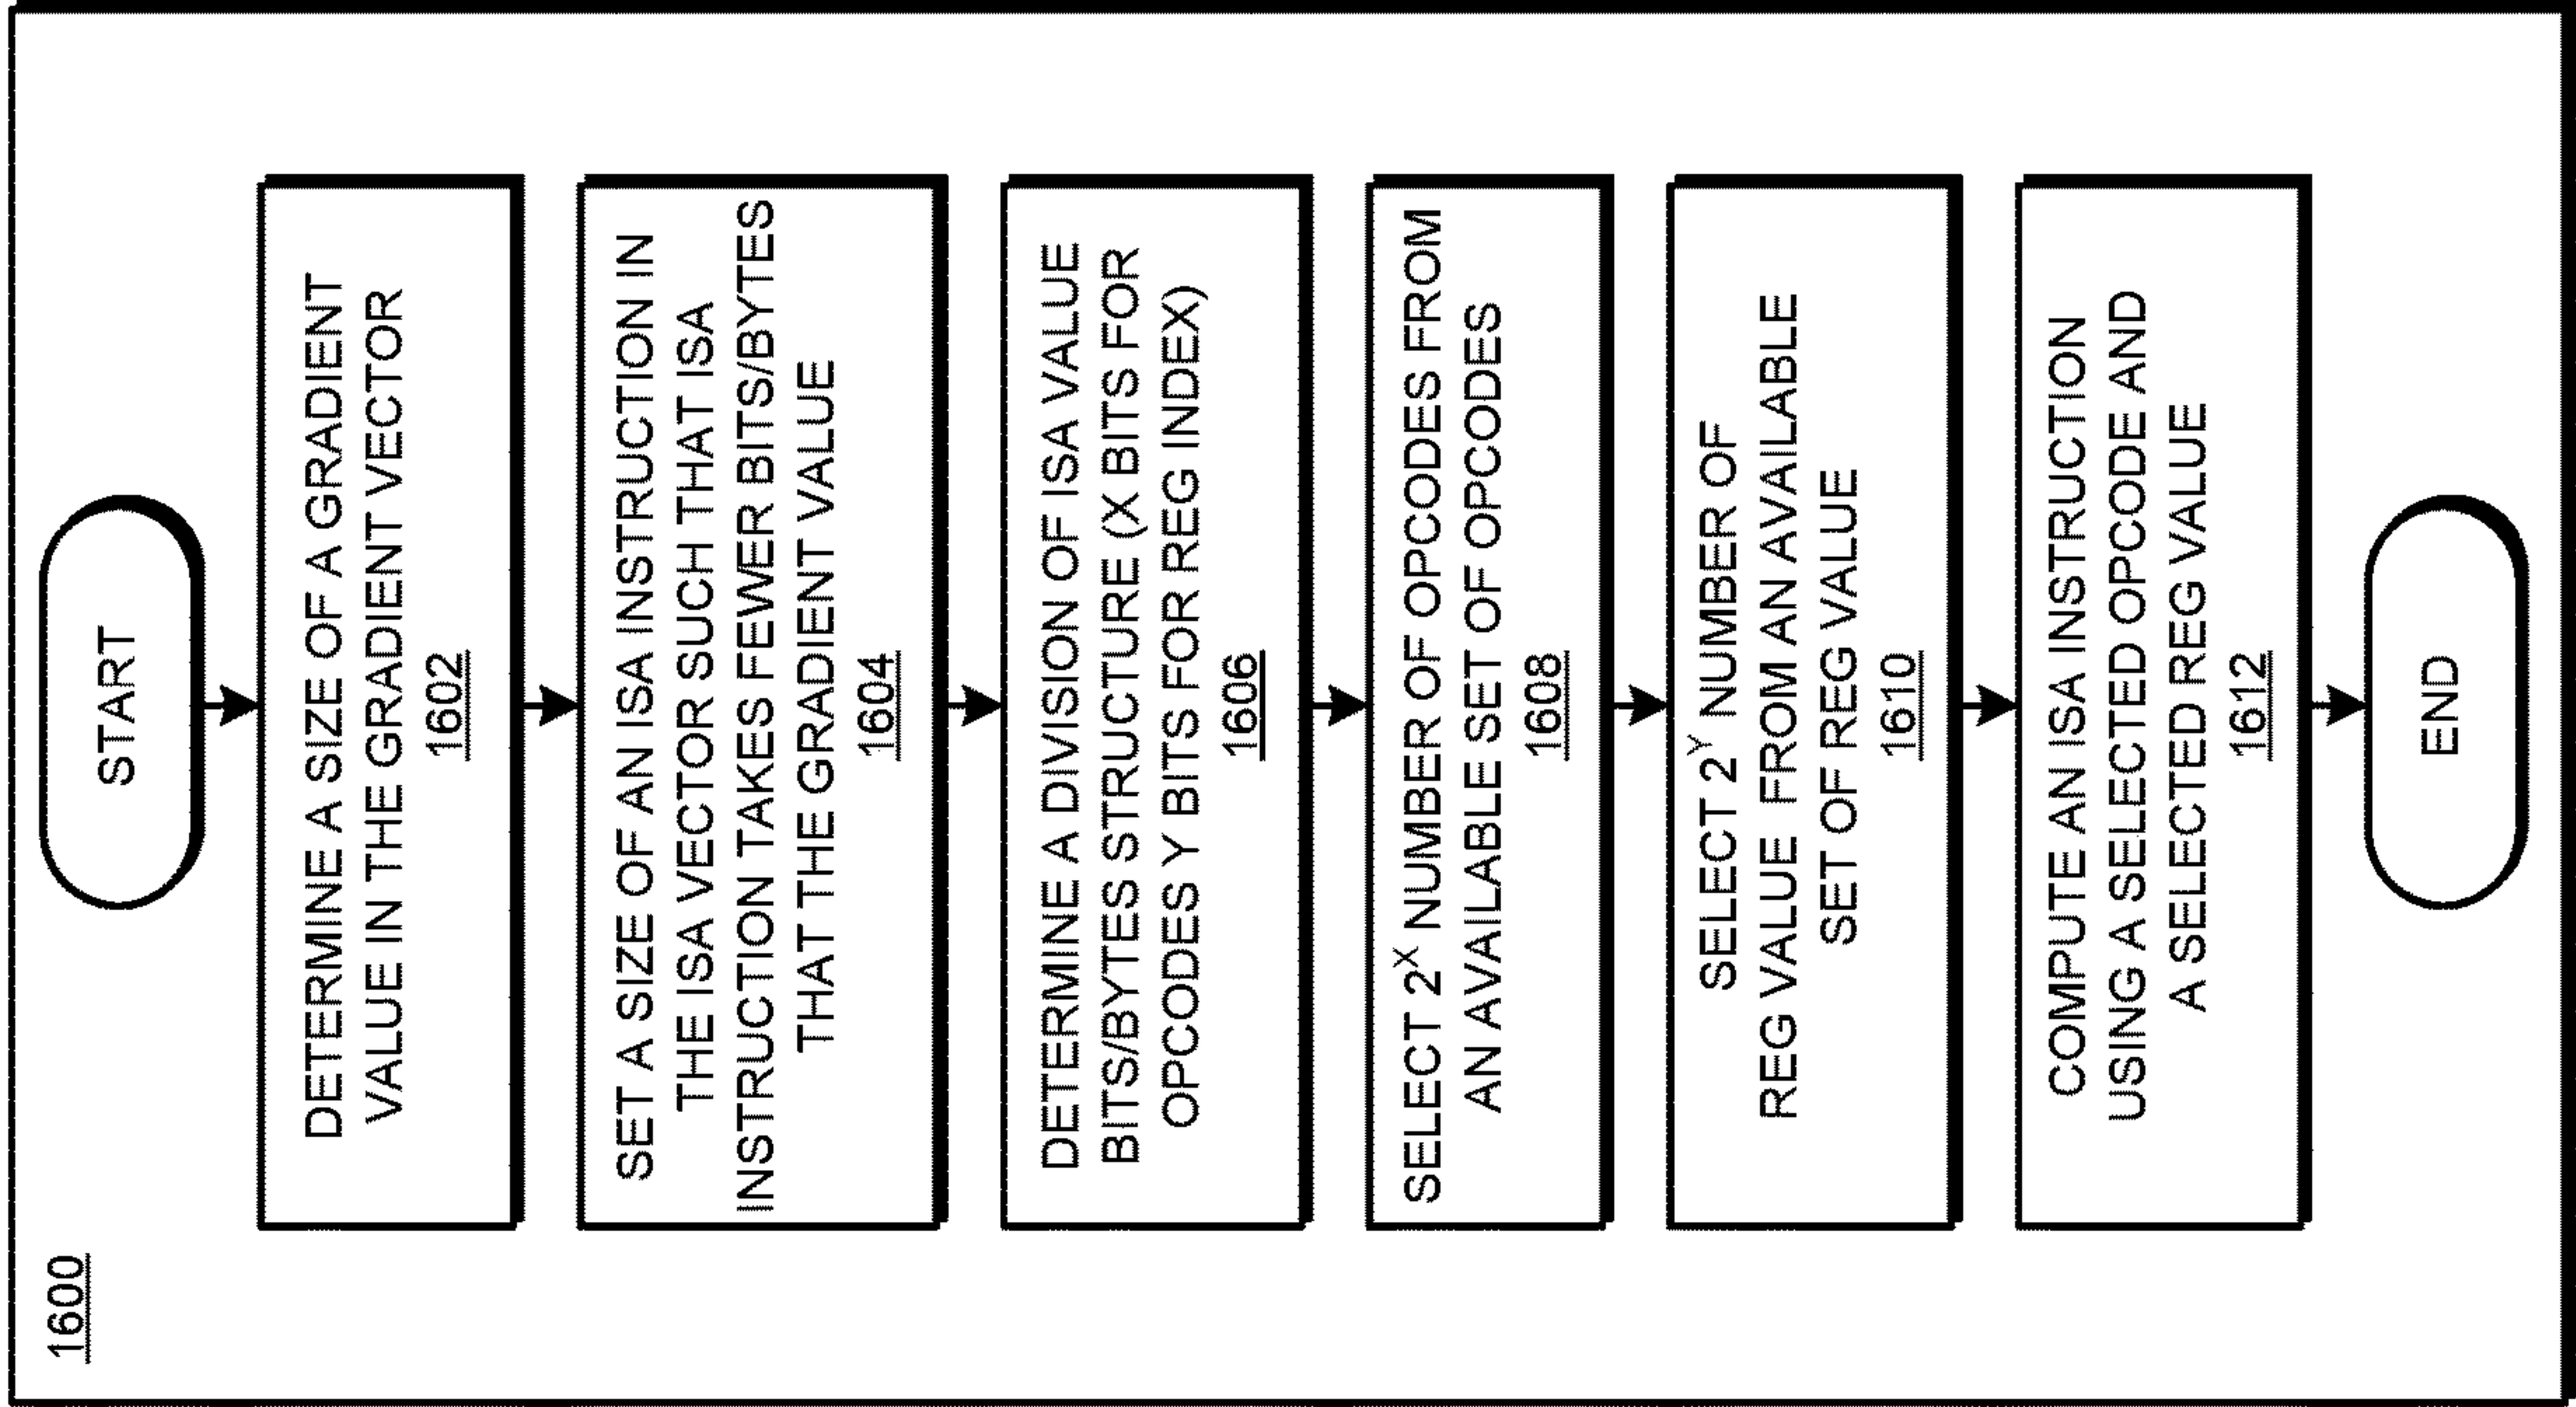 1600
START
DETERMINE A SIZE OF A GRADIENT
VALUE IN THE GRADIENT VECTOR
1602
SET A SIZE OF AN ISA INSTRUCTION IN
THE ISA VECTOR SUCH THAT ISA
INSTRUCTION TAKES FEWER BITS/BYTES
THAT THE GRADIENT VALUE
1604
DETERMINE A DIVISION OF ISA VALUE
BITS/BYTES STRUCTURE (X BITS FOR
OPCODES Y BITS FOR REG INDEX)
1606
SELECT 2^X NUMBER OF OPCODES FROM
AN AVAILABLE SET OF OPCODES
1608
SELECT 2^Y NUMBER OF
REG VALUE FROM AN AVAILABLE
SET OF REG VALUE
1610
COMPUTE AN ISA INSTRUCTION
USING A SELECTED OPCODE AND
A SELECTED REG VALUE
1612
END